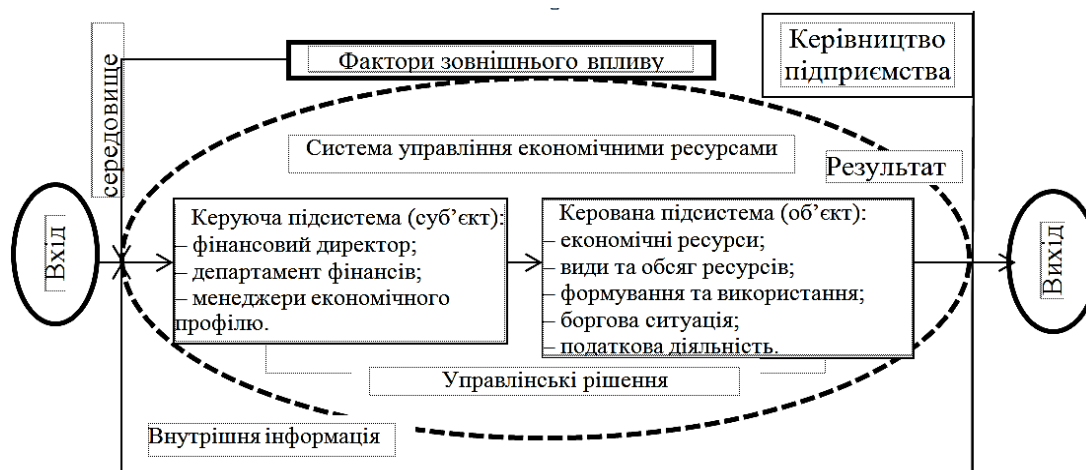 Керівництво
підприємства
Фактори зовнішнього впливу
середовище
Система управління економічними ресурсами
Результат
Вхід
Керуюча підсистема (суб’єкт):
– фінансовий директор;
– департамент фінансів;
– менеджери економічного
профілю.
Керована підсистема (об’єкт):
– економічні ресурси;
– види та обсяг ресурсів;
– формування та використання;
– боргова ситуація;
– податкова діяльність.
Вихід
Управлінські рішення
Внутрішня інформація